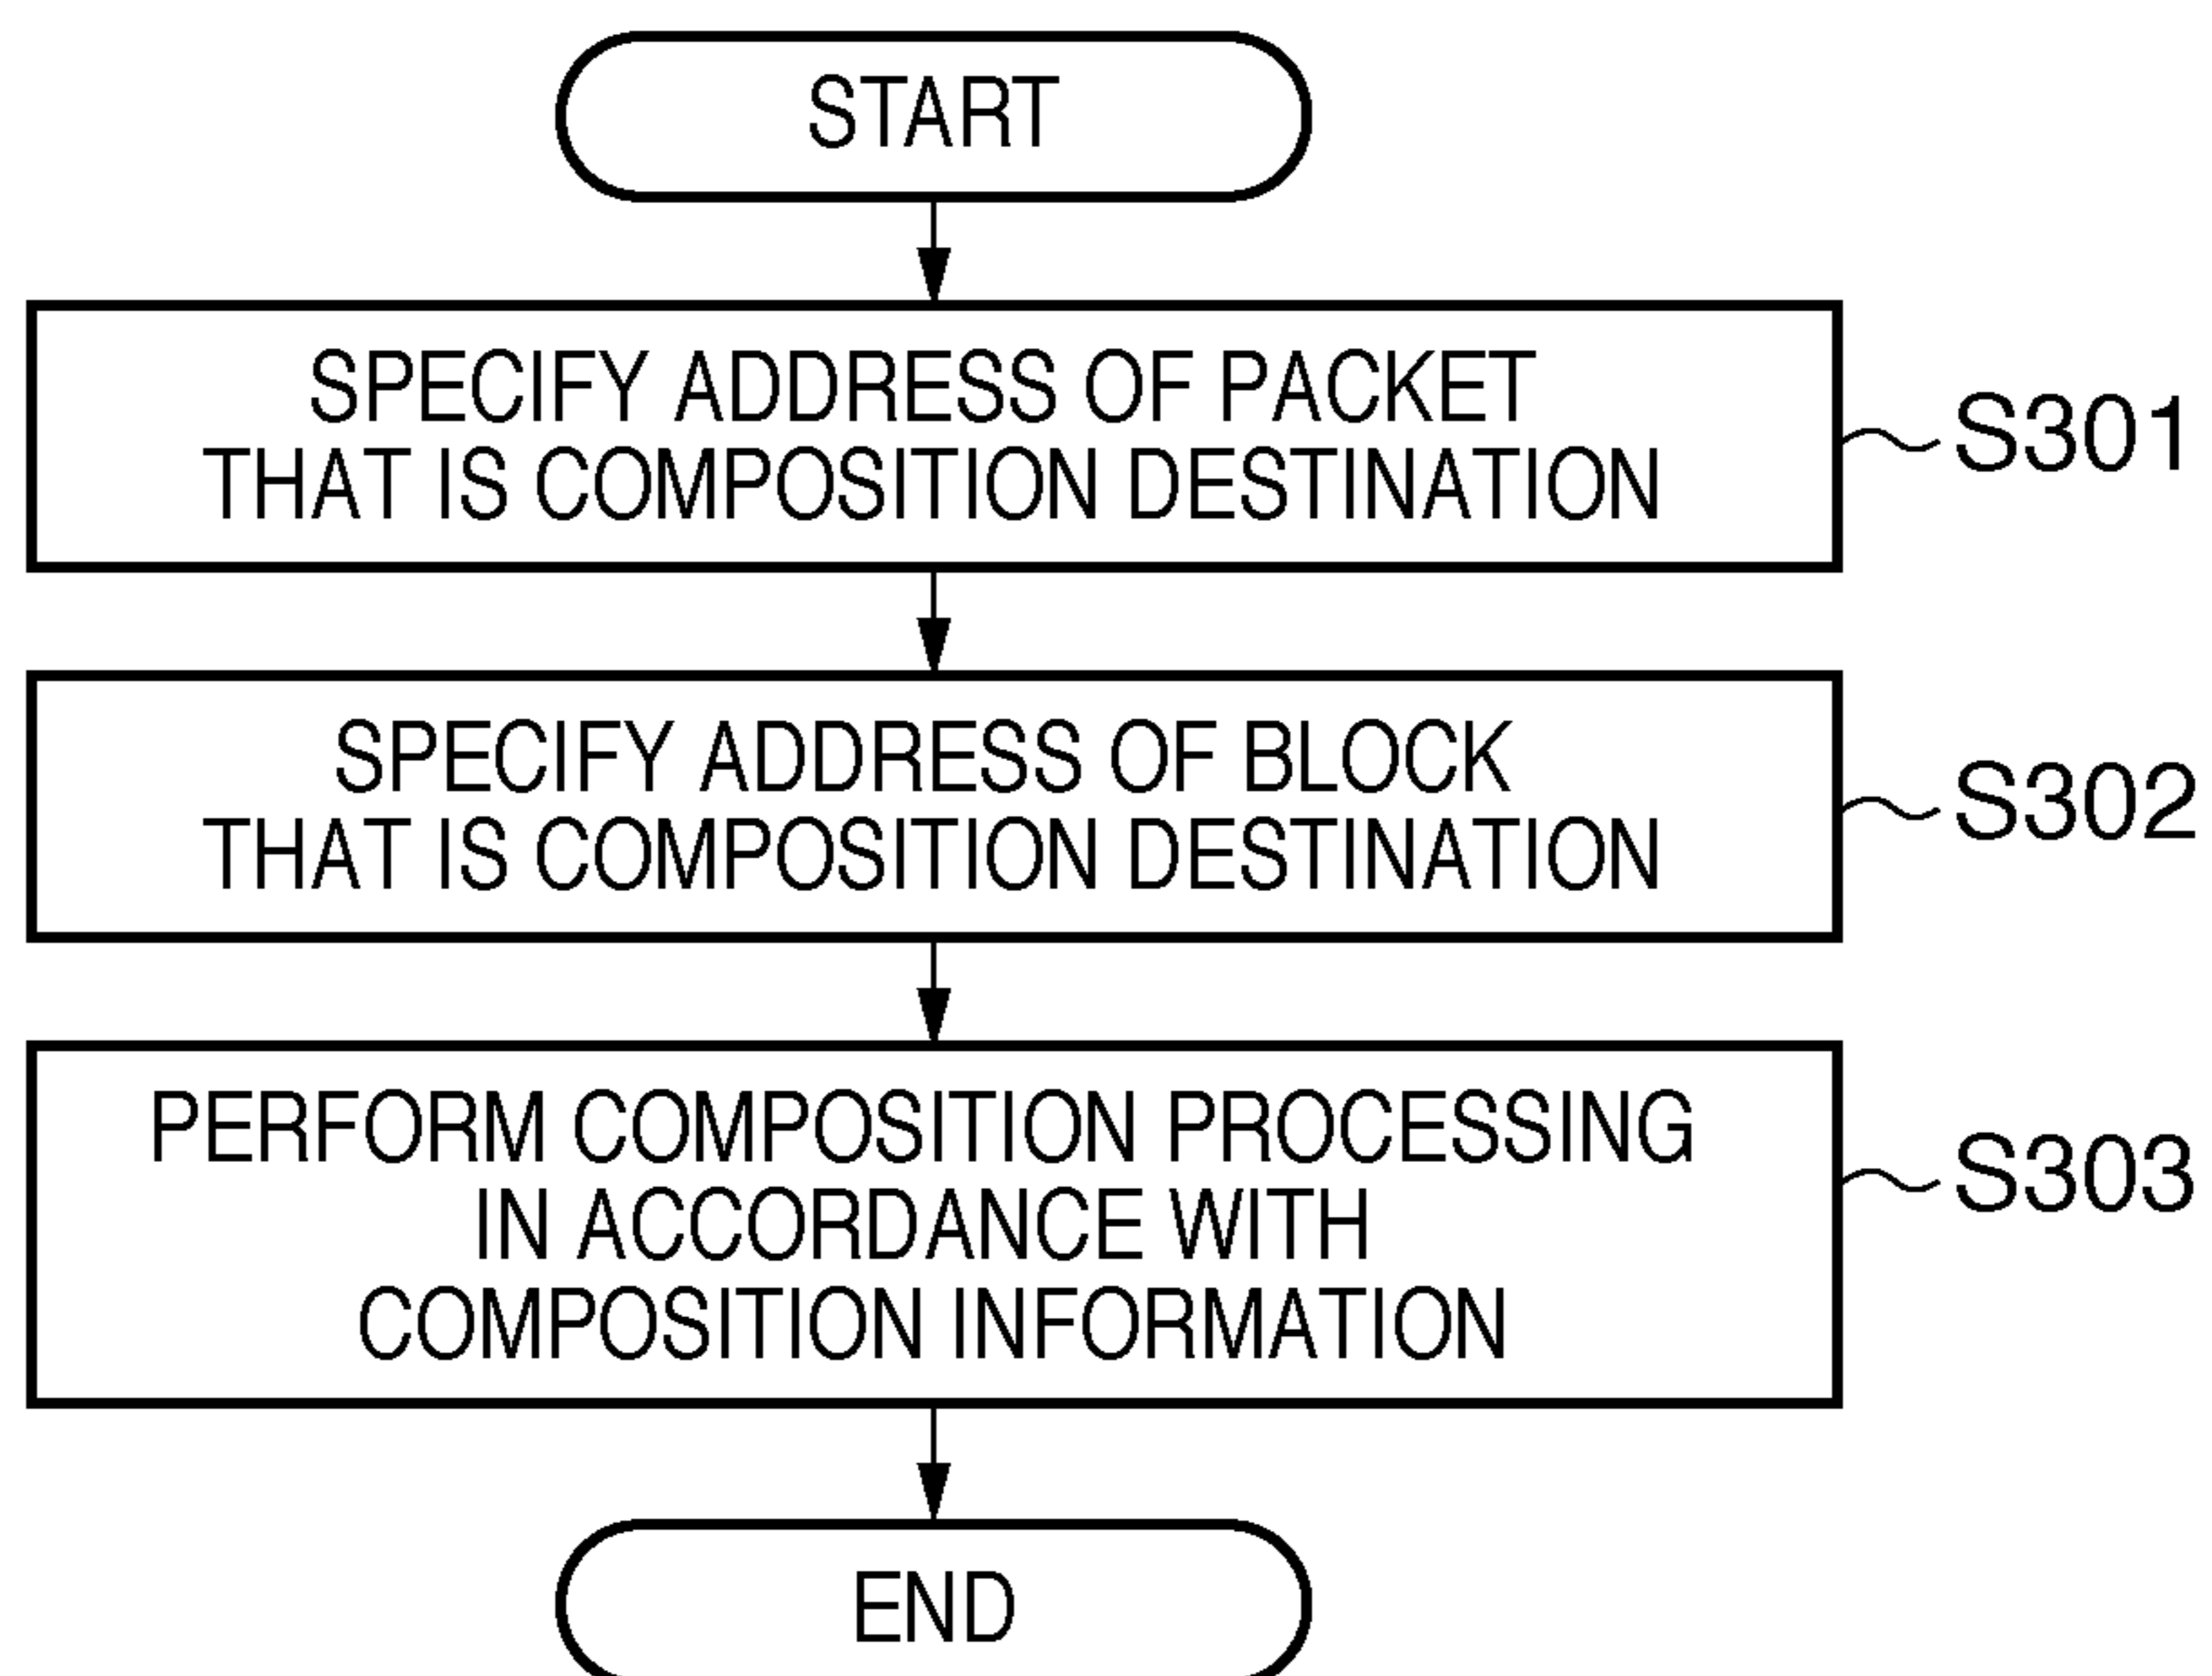 START
SPECIFY ADDRESS OF PACKET
THAT IS COMPOSITION DESTINATION
S301
SPECIFY ADDRESS OF BLOCK
THAT IS COMPOSITION DESTINATION
S302
PERFORM COMPOSITION PROCESSING
IN ACCORDANCE WITH
COMPOSITION INFORMATION
S303
END